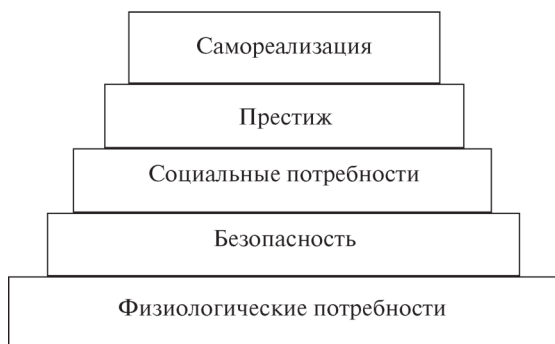 Самореализация
Престиж
Социальные потребности
Безопасность
Физиологические потребности